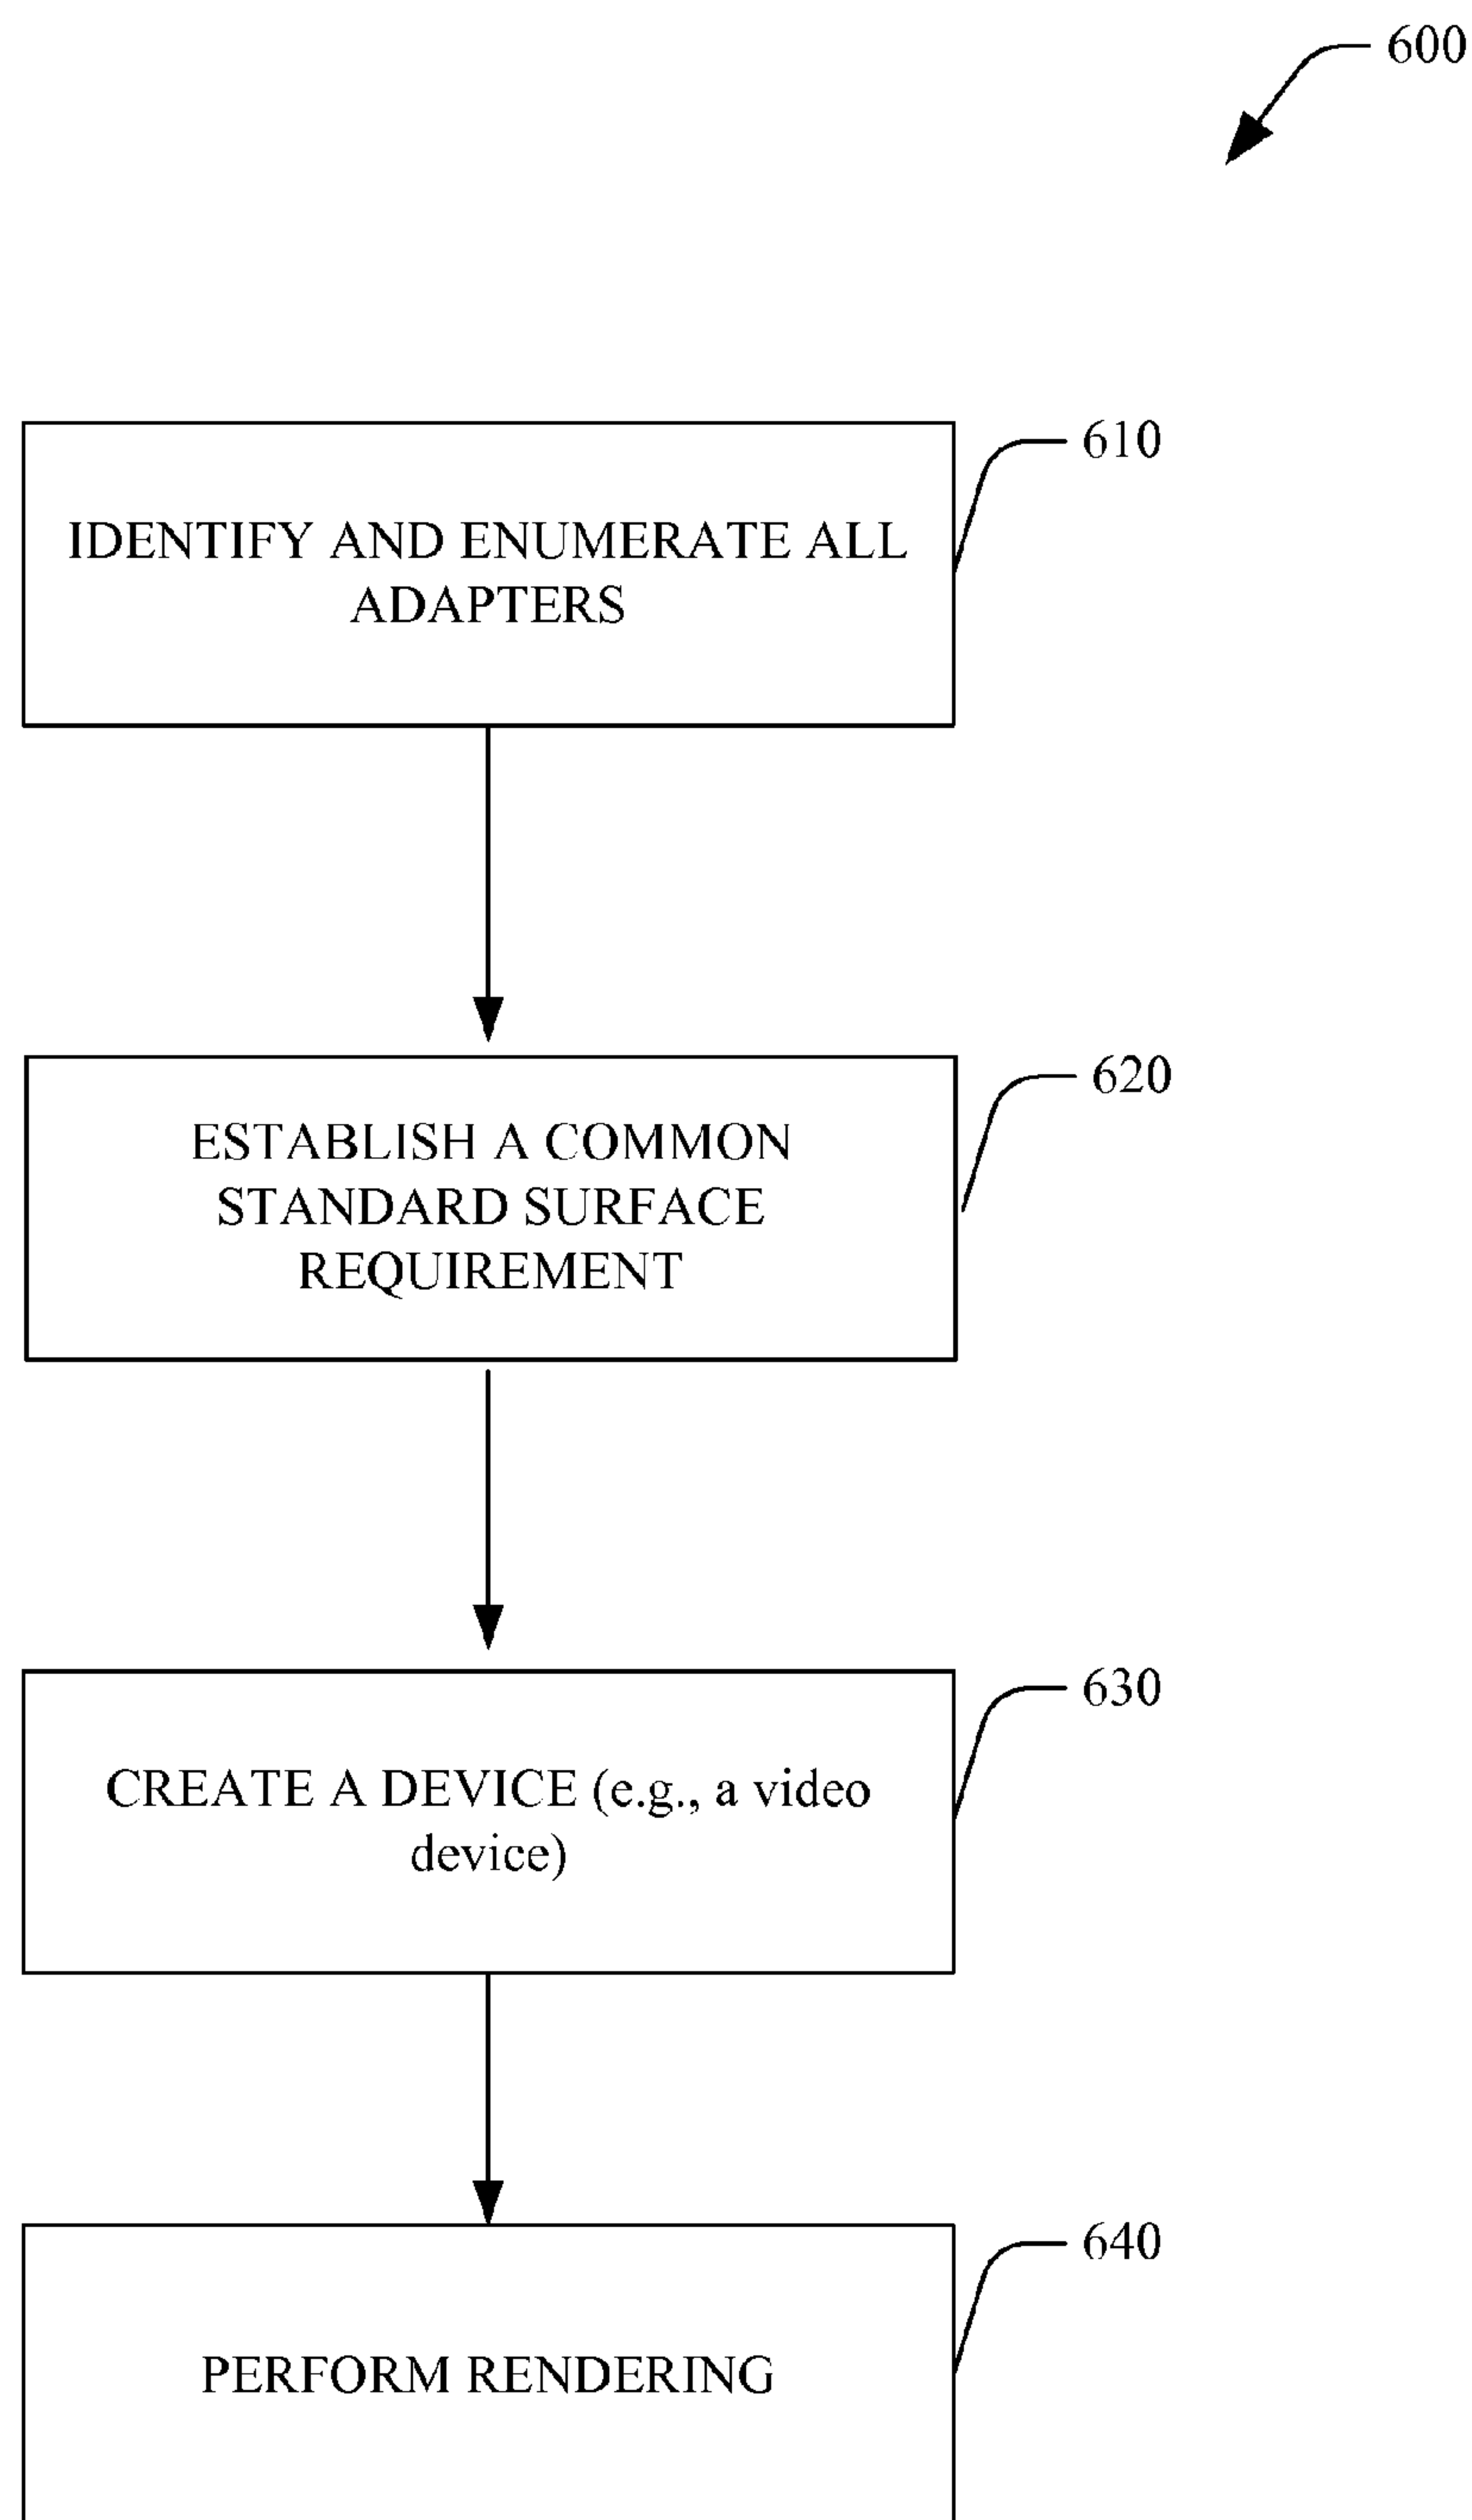 600
610
IDENTIFY AND ENUMERATE ALL
ADAPTERS
620
ESTABLISH A COMMON
STANDARD SURFACE
REQUIREMENT
630
CREATE A DEVICE (e.g., a video
device)
640
PERFORM RENDERING